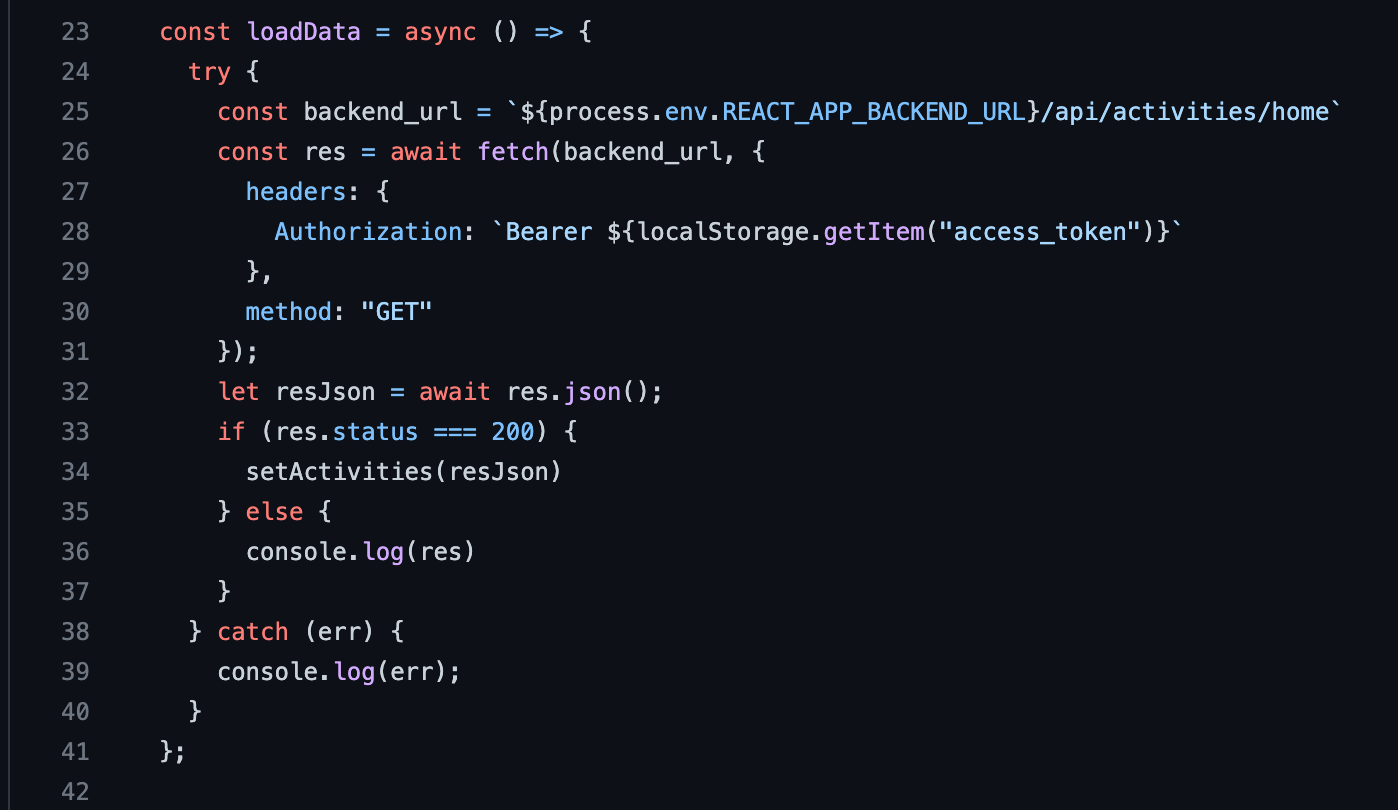 23 const loadData = async () => {
24 try {
25 const backend_url = `${process.env.REACT_APP_BACKEND_URL}/api/activities/home`
26 const res = await fetch(backend_url, {
27 headers: {
28 Authorization: `Bearer ${localStorage.getItem("access_token")}`
29 },
30 method: "GET"
31 });
32 let resJson = await res.json();
33 if (res.status === 200) {
34 setActivities(resJson)
35 } else {
36 console.log(res)
37 }
38 } catch (err) {
39 console.log(err);
40 }
41 };
42